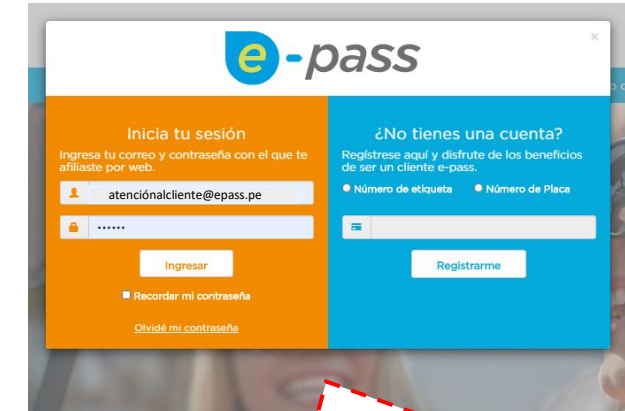 e-pass
×
Inicia tu sesión
Ingresa tu correo y contraseña con el que te
afiliaste por web.
atenciónalcliente@epass.pe
••••••
Ingresar
Recordar mi contraseña
Olvidé mi contraseña
¿No tienes una cuenta?
Regístrese aquí y disfrute de los beneficios
de ser un cliente e-pass.
Número de etiqueta
Número de Placa
Registrarme